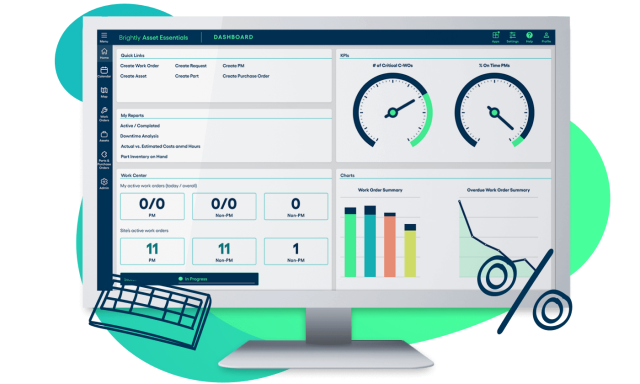 Brightly Asset Essentials DASHBOARD
Menu
Apps Settings Help Profile
Home
Calendar
Map
Work
Orders
Assets
Parts &
Purchase
Orders
Admin
Quick Links
Create Work Order Create Request Create PM
Create Asset Create Part Create Purchase Order
My Reports
Active / Completed
Downtime Analysis
Actual vs. Estimated Costs anmd Hours
Part Inventory on Hand
Work Center
My active work orders (today / overall)
0/0 0/0 0
PM Non-PM Non-PM
Site's active work orders
11 11 1
PM Non-PM Non-PM
In Progress
KPIs
# of Critical C-WOs % On Time PMs
Charts
Work Order Summary Overdue Work Order Summary
%